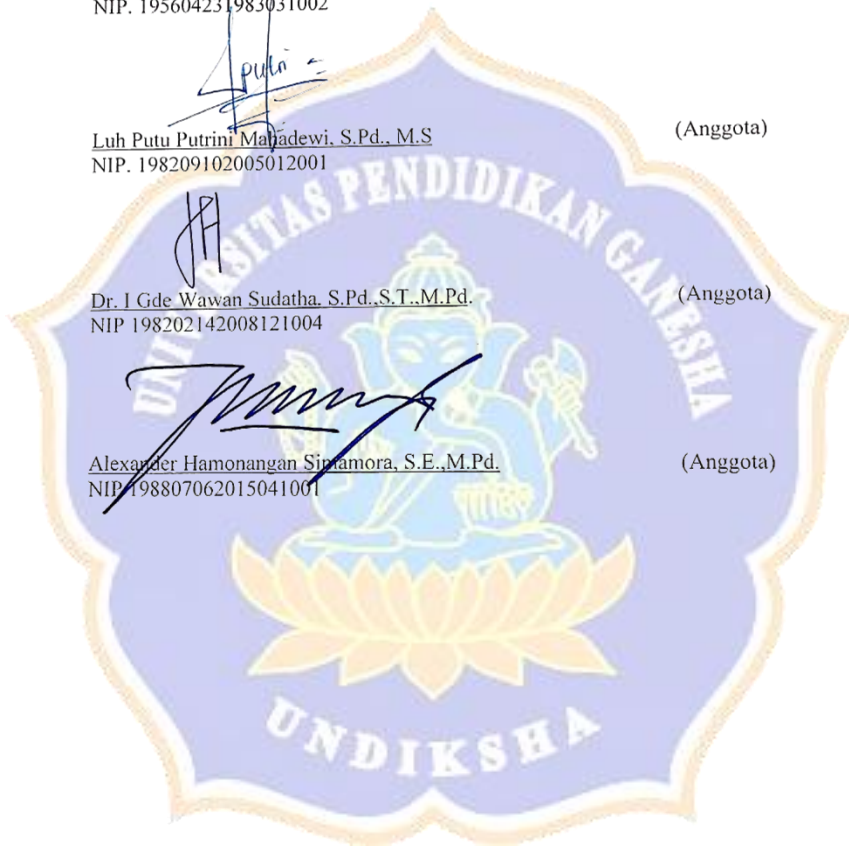 NIP. 195604231983031002
putri
Luh Putu Putrini Mahadewi, S.Pd., M.S
(Anggota)
NIP. 198209102005012001
Dr. I Gde Wawan Sudatha, S.Pd.,S.T.,M.Pd.
(Anggota)
NIP 198202142008121004
Alexander Hamonangan Simamora, S.E.,M.Pd.
(Anggota)
NIP 198807062015041001
UNIVERSITAS PENDIDIKAN GANESHA
UNDIKSHA